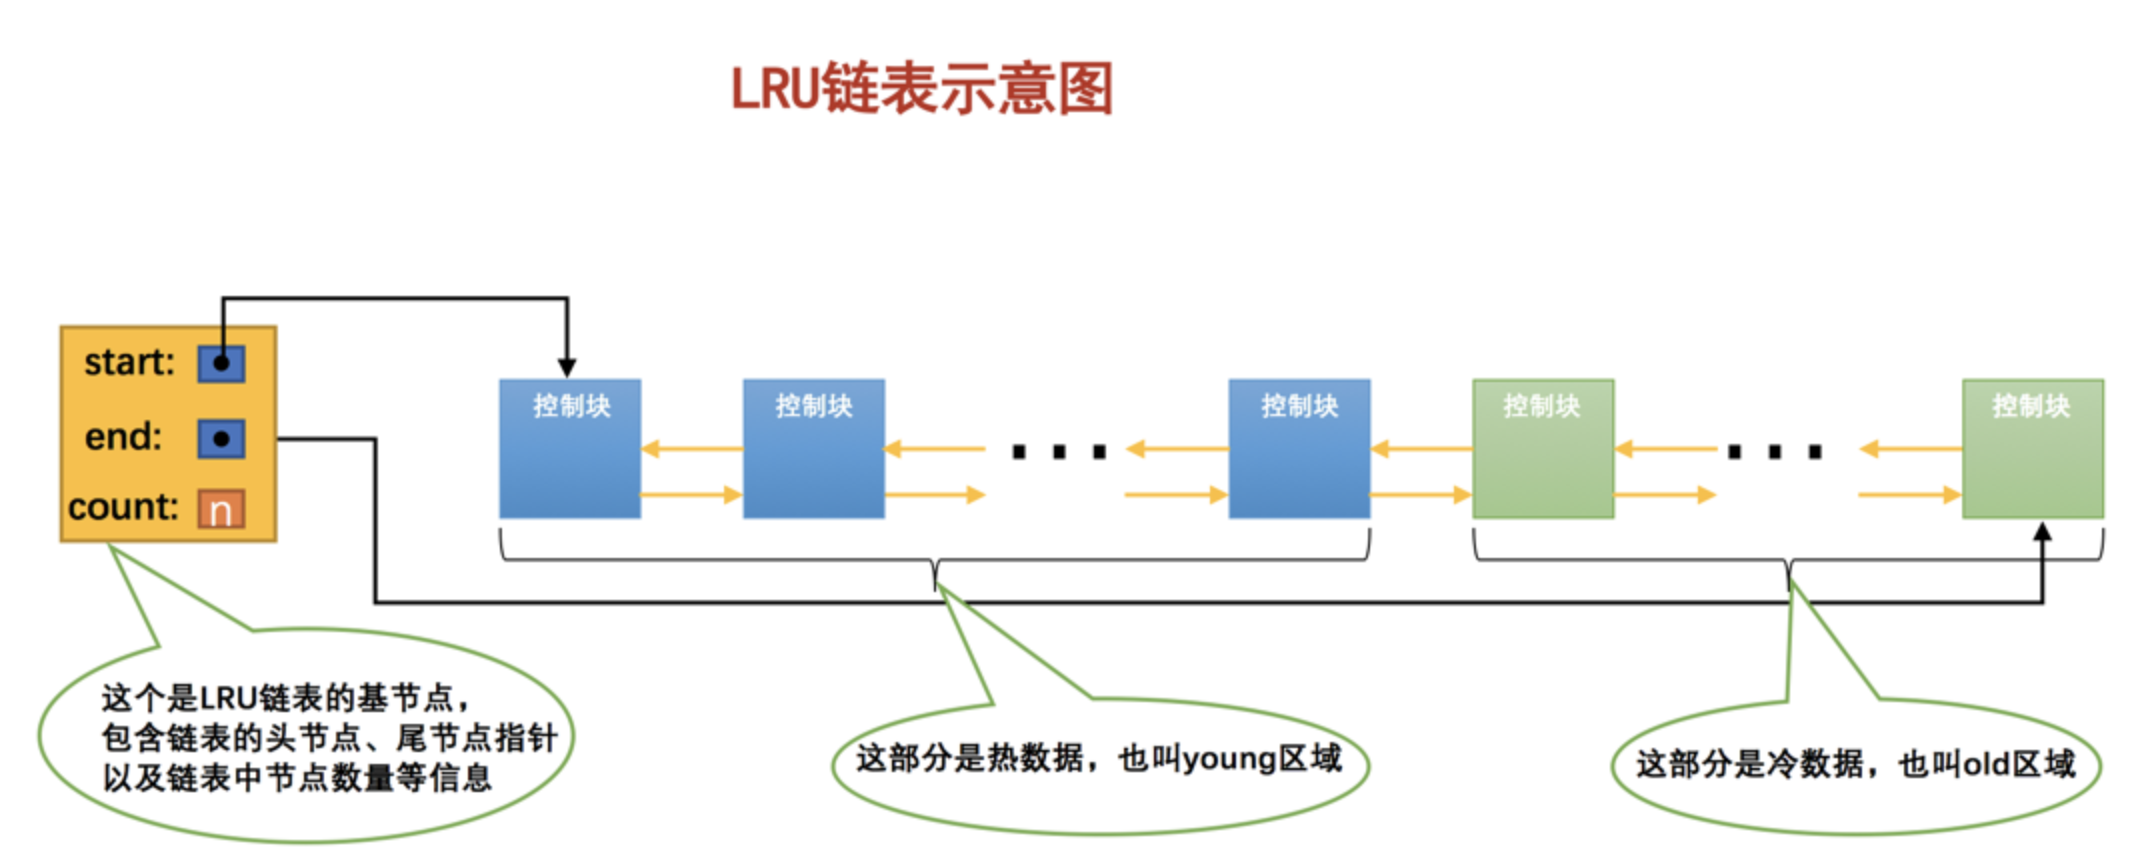 LRU链表示意图
start:
end:
count: n
控制块
控制块
控制块
控制块
控制块
这个是LRU链表的基节点，
包含链表的头节点、尾节点指针
以及链表中节点数量等信息
这部分是热数据，也叫young区域
这部分是冷数据，也叫old区域